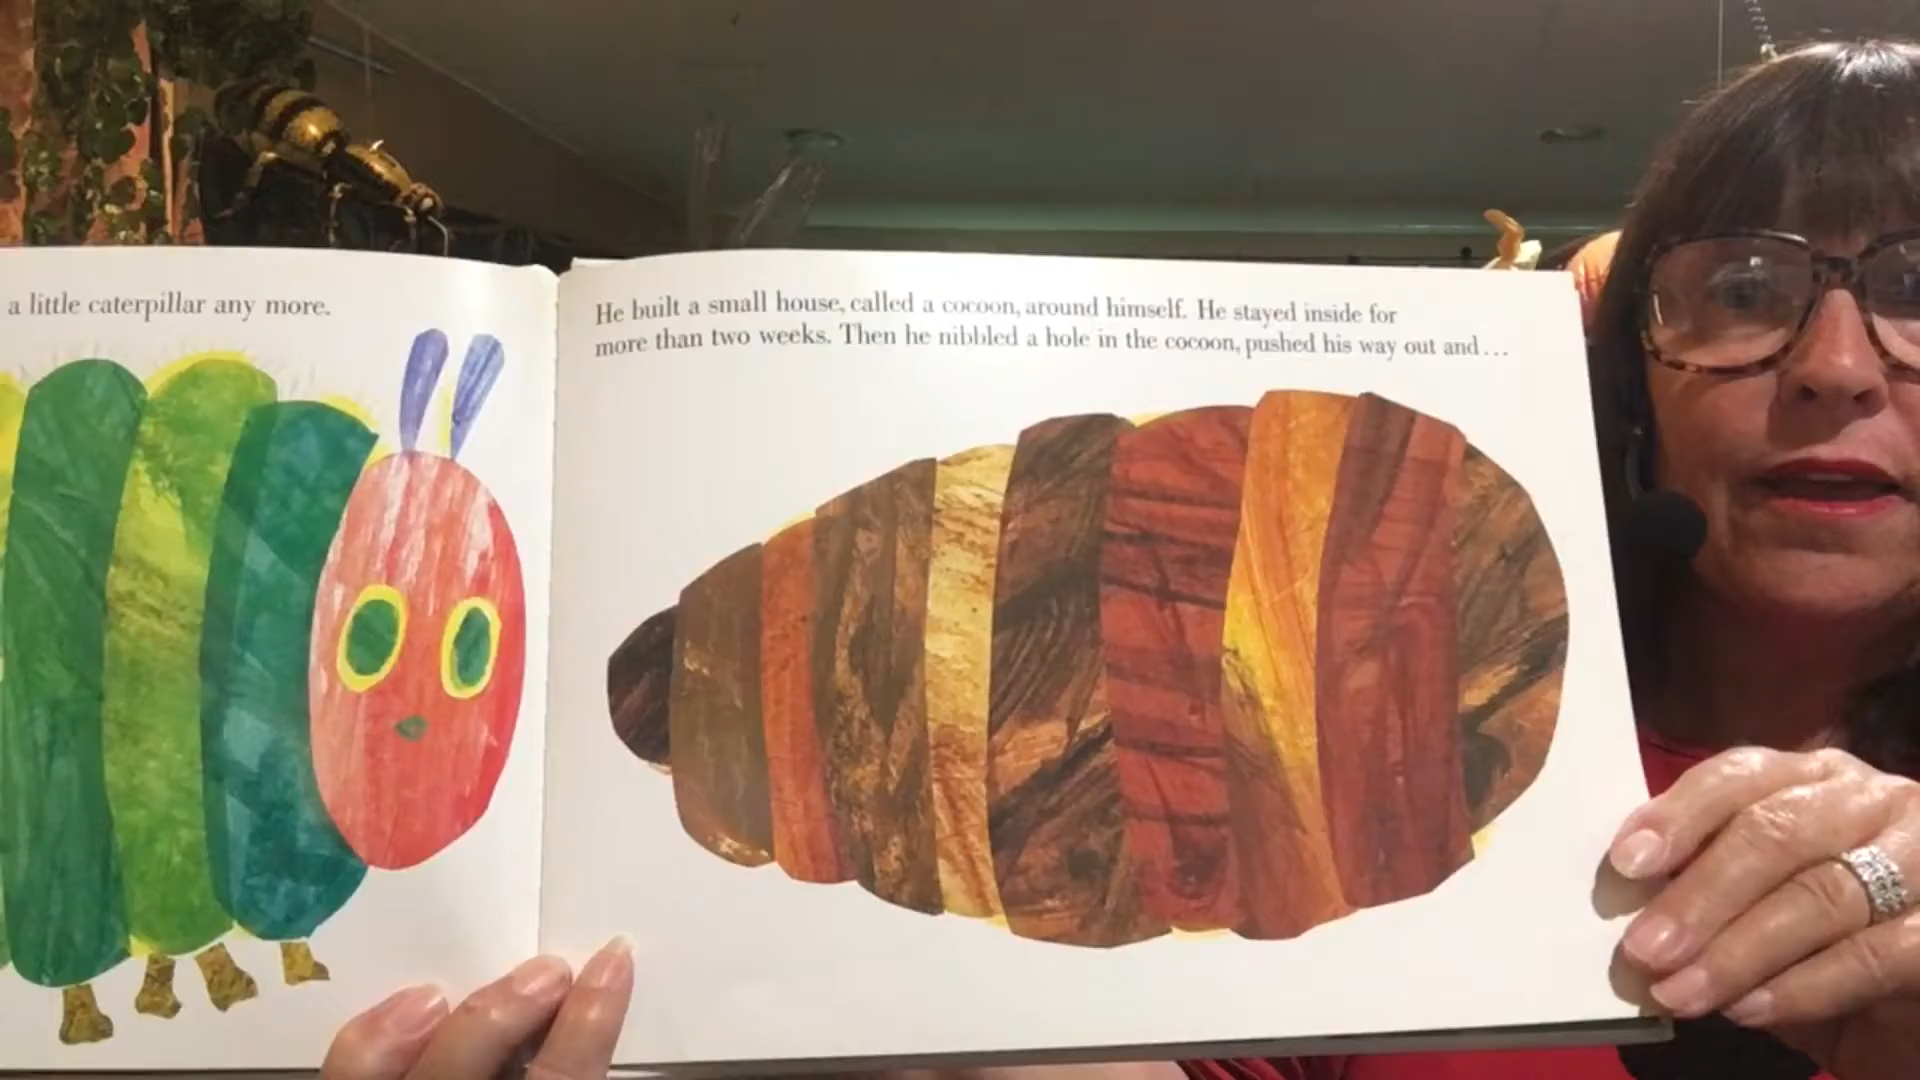 a little caterpillar any more.
He built a small house, called a cocoon, around himself. He stayed inside for
more than two weeks. Then he nibbled a hole in the cocoon, pushed his way out and...